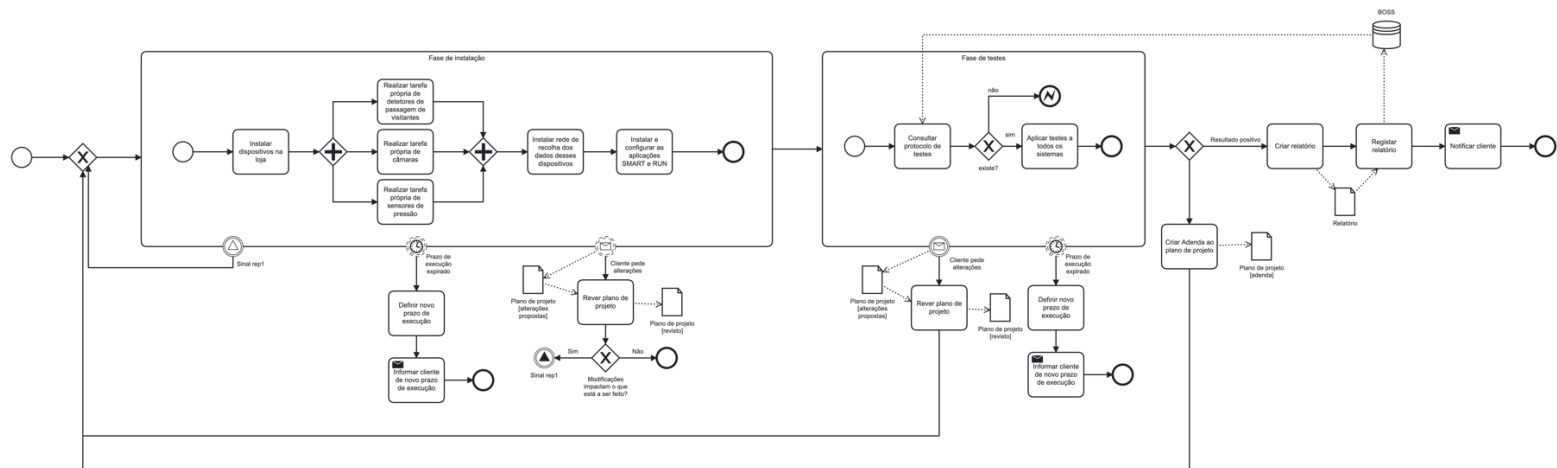 BOSS
Fase de instalação
Fase de testes
Realizar tarefa
própria de
detetores de
passagem de
visitantes
Instalar
dispositivos na
loja
Realizar tarefa
própria de
câmaras
Instalar rede de
recolha dos
dados desses
dispositivos
Instalar e
configurar as
aplicações
SMART e RUN
Realizar tarefa
própria de
sensores de
pressão
Consultar
protocolo de
testes
não
sim
existe?
Aplicar testes a
todos os
sistemas
Resultado positivo
Criar relatório
Registar
relatório
Notificar cliente
Relatório
Criar Adenda ao
plano de projeto
Plano de projeto
[adenda]
Sinal rep1
Prazo de
execução
expirado
Cliente pede
alterações
Definir novo
prazo de
execução
Informar cliente
de novo prazo
de execução
Plano de projeto
[alterações
propostas]
Rever plano de
projeto
Plano de projeto
[revisto]
Sim
Não
Sinal rep1
Modificações
impactam o que
está a ser feito?
Cliente pede
alterações
Prazo de
execução
expirado
Plano de projeto
[alterações
propostas]
Rever plano de
projeto
Plano de projeto
[revisto]
Definir novo
prazo de
execução
Informar cliente
de novo prazo
de execução